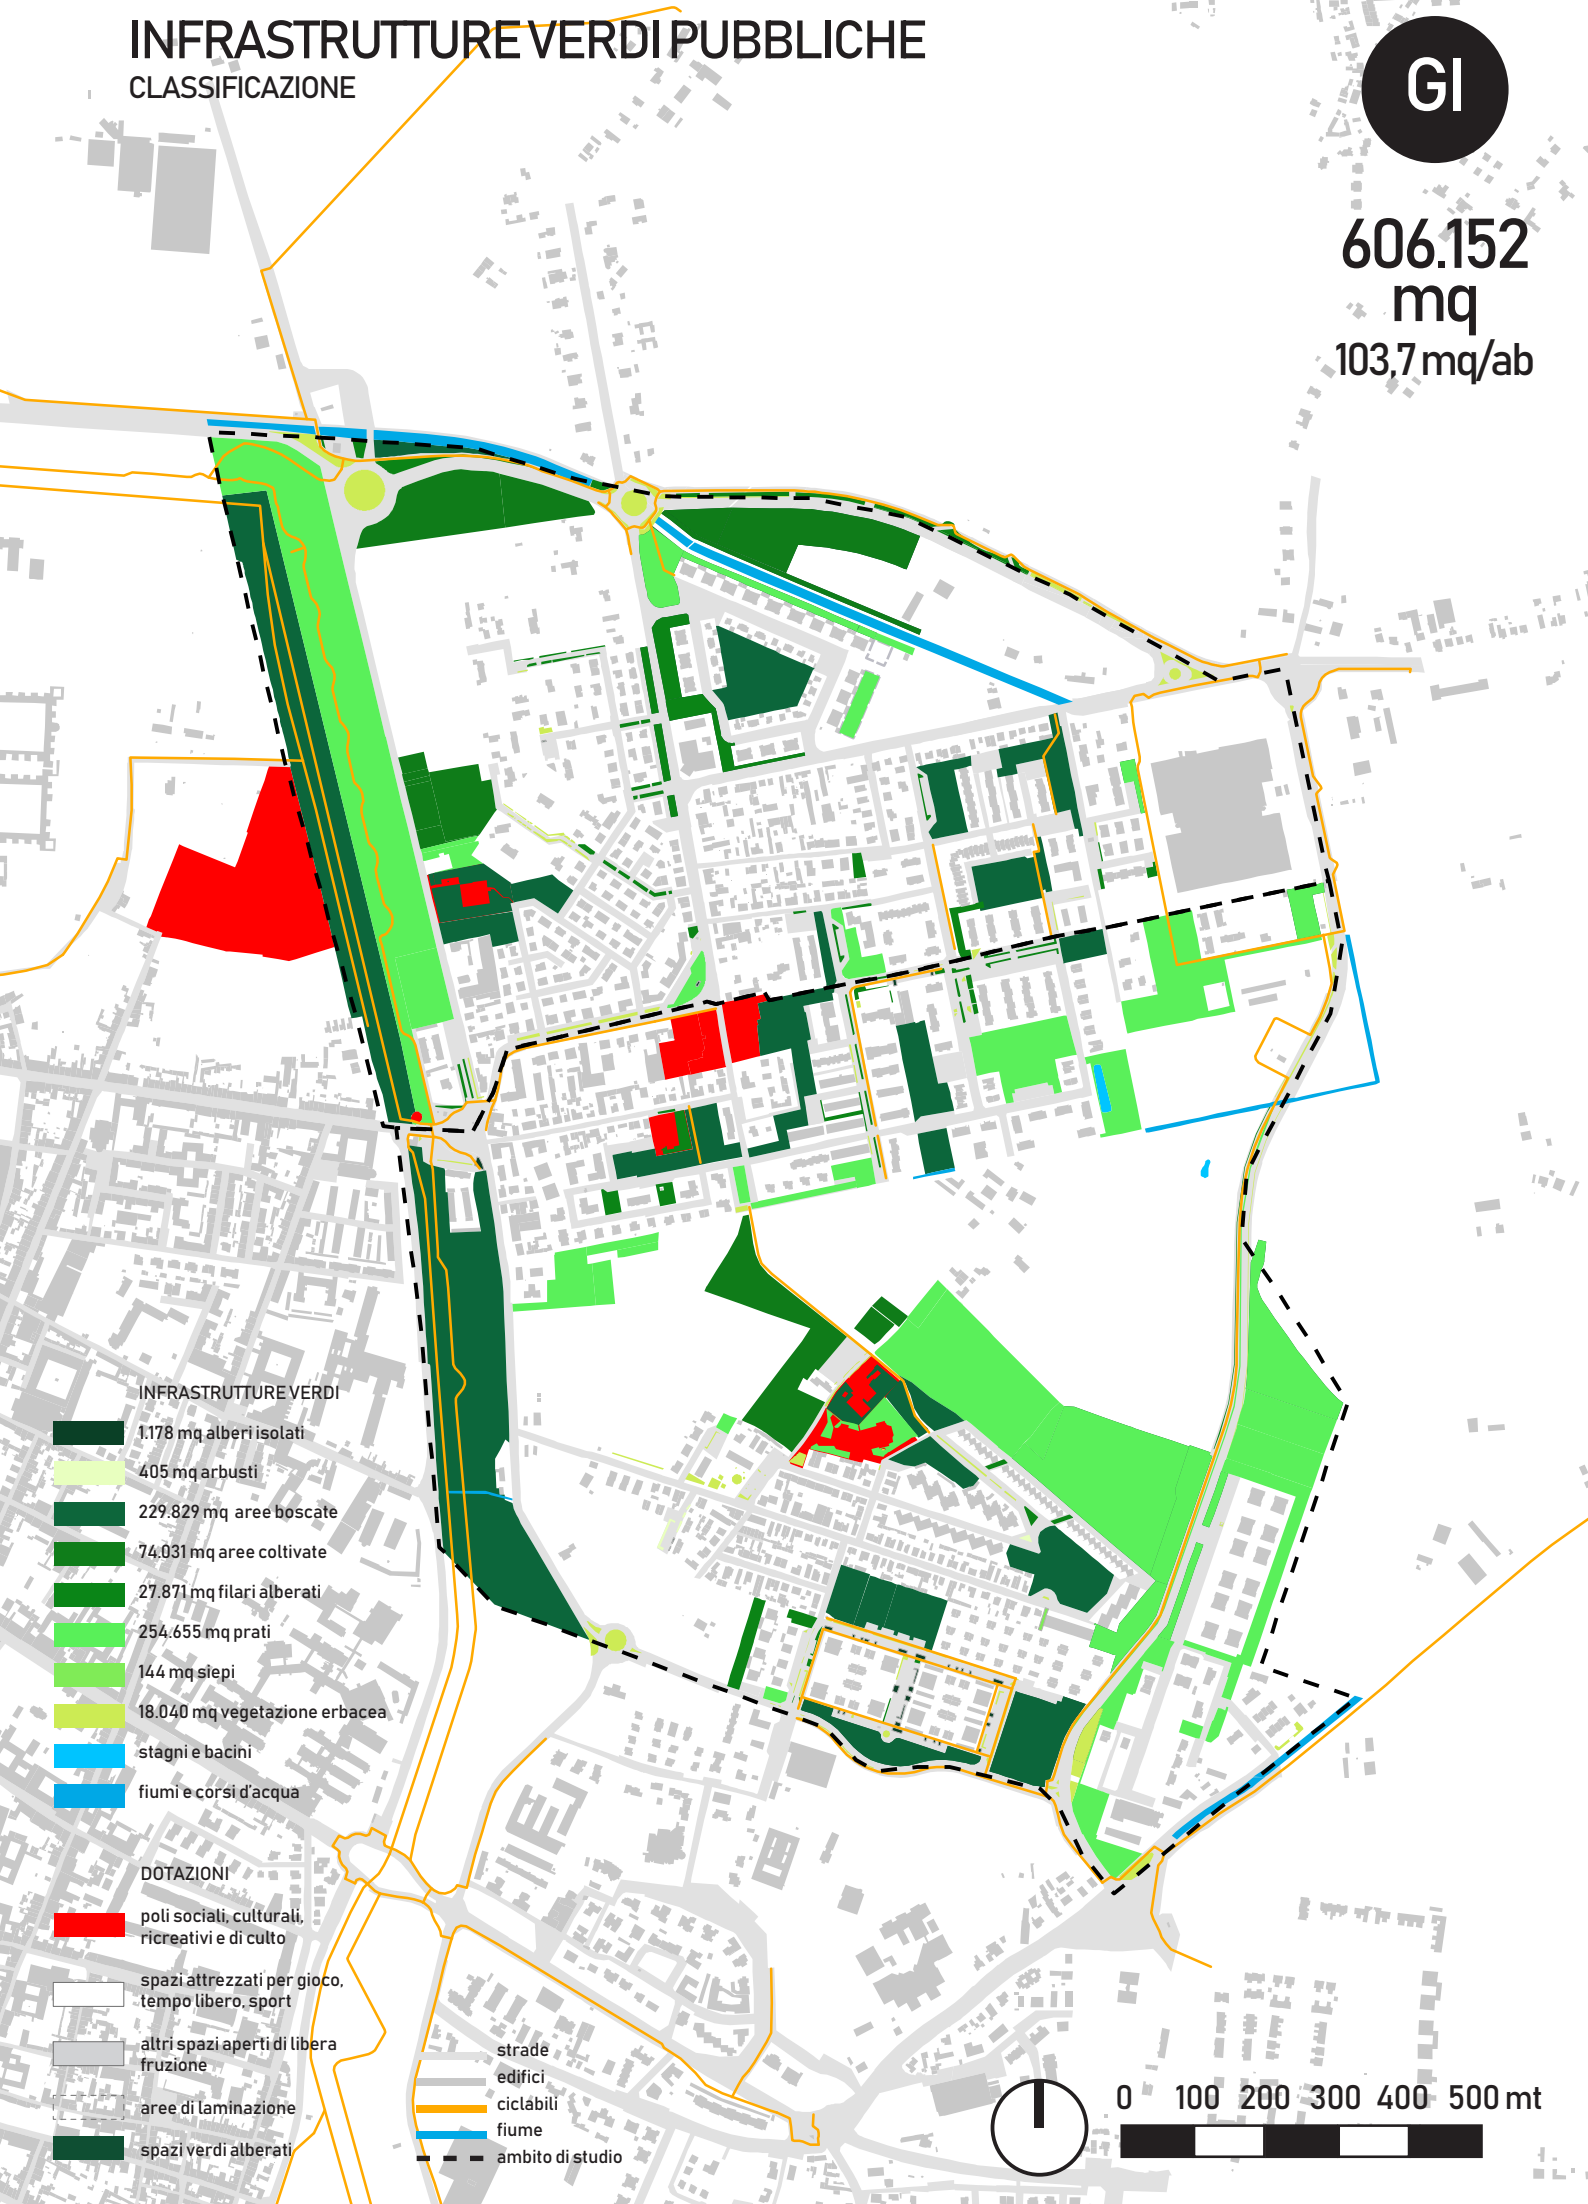 INFRASTRUTTURE VERDI PUBBLICHE
CLASSIFICAZIONE
GI
606.152
mq
103,7 mq/ab
INFRASTRUTTURE VERDI
1.178 mq alberi isolati
405 mq arbusti
229.829 mq aree boscate
74.031 mq aree coltivate
27.871 mq filari alberati
254.655 mq prati
144 mq siepi
18.040 mq vegetazione erbacea
stagni e bacini
fiumi e corsi d'acqua
DOTAZIONI
poli sociali, culturali,
ricreativi e di culto
spazi attrezzati per gioco,
tempo libero, sport
altri spazi aperti di libera
fruzione
aree di laminazione
spazi verdi alberati
strade
edifici
ciclabili
fiume
ambito di studio
0 100 200 300 400 500 mt